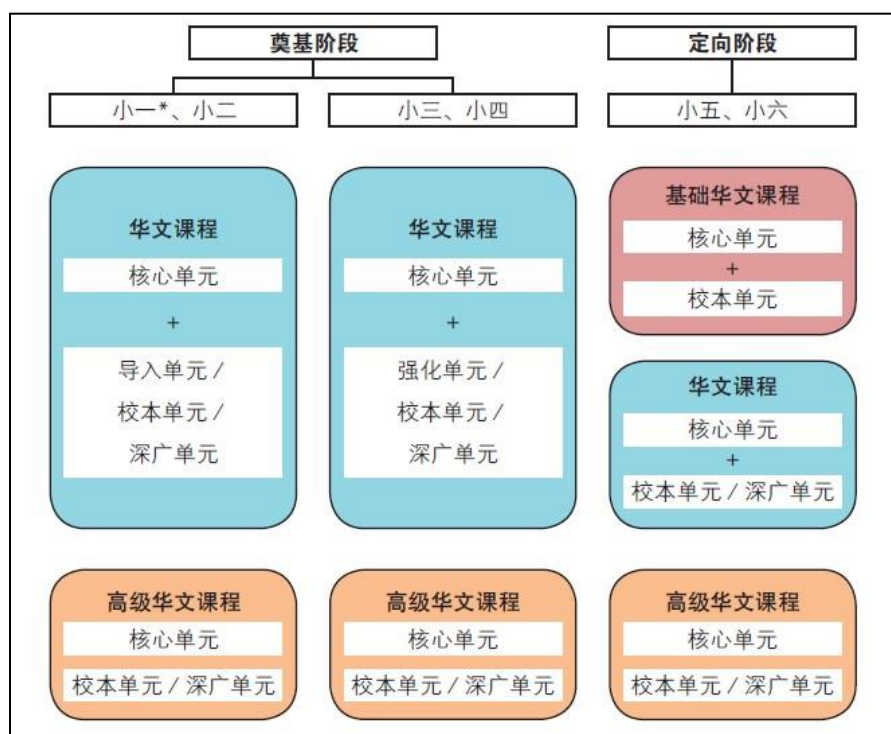 奠基阶段
定向阶段
小一*、小二
小三、小四
小五、小六
华文课程
核心单元
+
导入单元 /
校本单元 /
深广单元
华文课程
核心单元
+
强化单元 /
校本单元 /
深广单元
基础华文课程
核心单元
+
校本单元
华文课程
核心单元
+
校本单元 / 深广单元
高级华文课程
核心单元
校本单元 / 深广单元
高级华文课程
核心单元
校本单元 / 深广单元
高级华文课程
核心单元
校本单元 / 深广单元